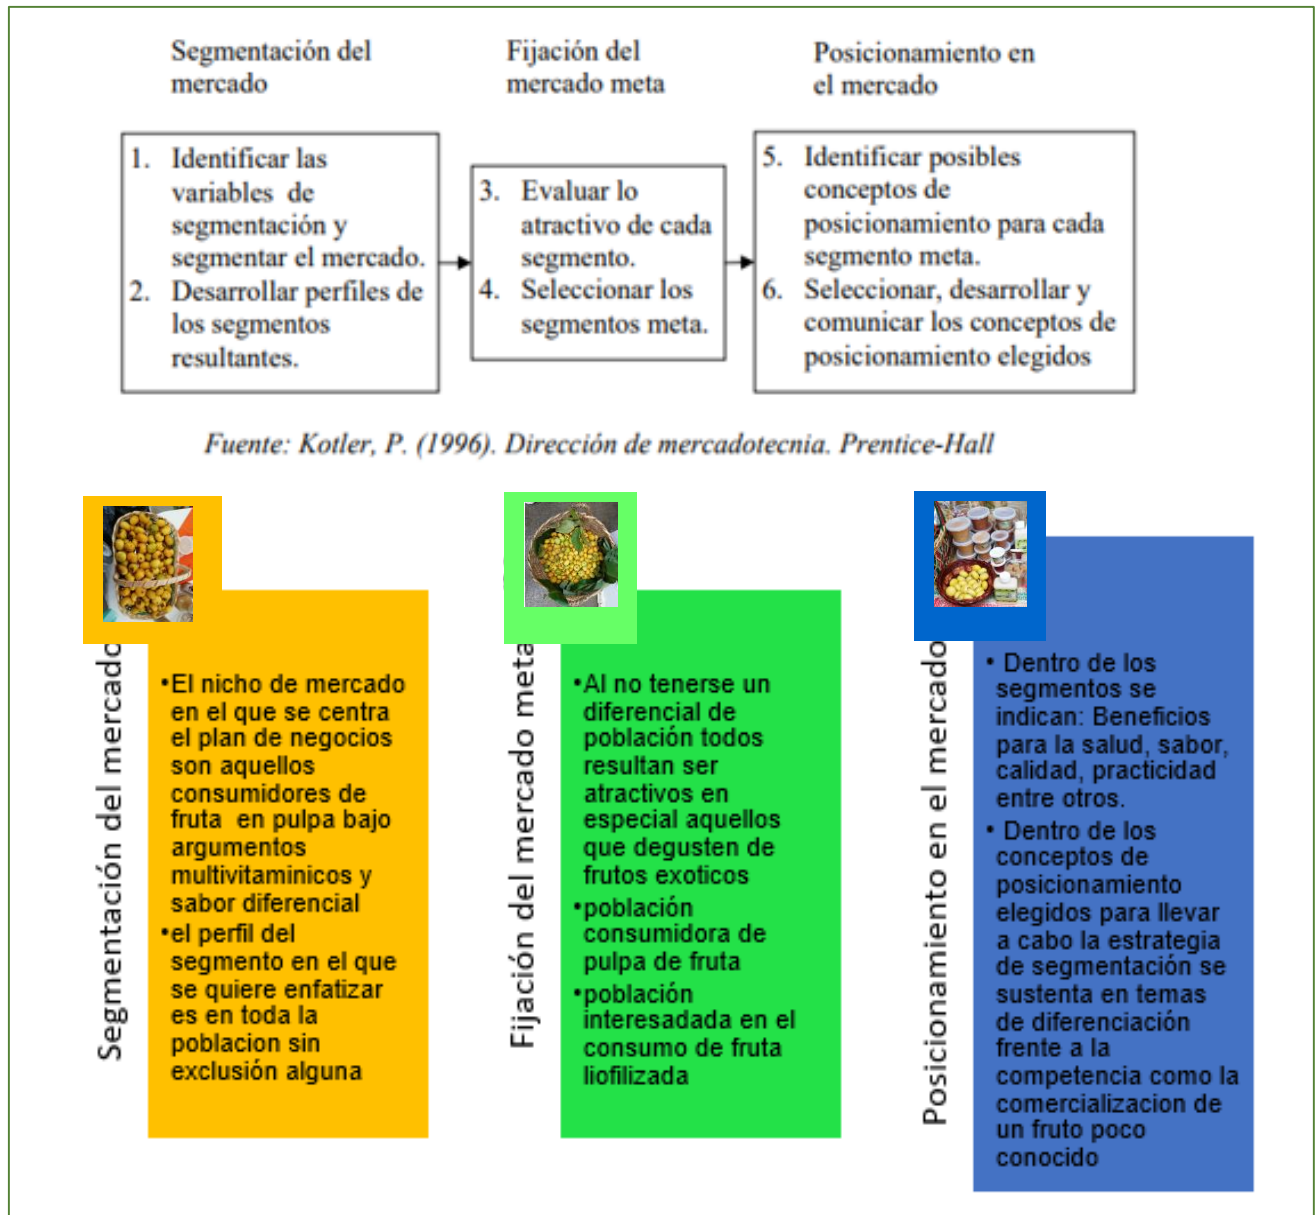 Segmentación del
mercado
Fijación del
mercado meta
Posicionamiento en
el mercado
1. Identificar las
variables de
segmentación y
segmentar el mercado.
2. Desarrollar perfiles de
los segmentos
resultantes.
3. Evaluar lo
atractivo de cada
segmento.
4. Seleccionar los
segmentos meta.
5. Identificar posibles
conceptos de
posicionamiento para cada
segmento meta.
6. Seleccionar, desarrollar y
comunicar los conceptos de
posicionamiento elegidos
Fuente: Kotler, P. (1996). Dirección de mercadotecnia. Prentice-Hall
Segmentación del mercado
•El nicho de mercado
en el que se centra
el plan de negocios
son aquellos
consumidores de
fruta en pulpa bajo
argumentos
multivitaminicos y
sabor diferencial
•el perfil del
segmento en el que
se quiere enfatizar
es en toda la
poblacion sin
exclusión alguna
Fijación del mercado meta
•Al no tenerse un
diferencial de
población todos
resultan ser
atractivos en
especial aquellos
que degusten de
frutos exoticos
•población
consumidora de
pulpa de fruta
•población
interesadada en el
consumo de fruta
liofilizada
Posicionamiento en el mercado
• Dentro de los
segmentos se
indican: Beneficios
para la salud, sabor,
calidad, practicidad
entre otros.
• Dentro de los
conceptos de
posicionamiento
elegidos para llevar
a cabo la estrategia
de segmentación se
sustenta en temas
de diferenciación
frente a la
competencia como la
comercializacion de
un fruto poco
conocido